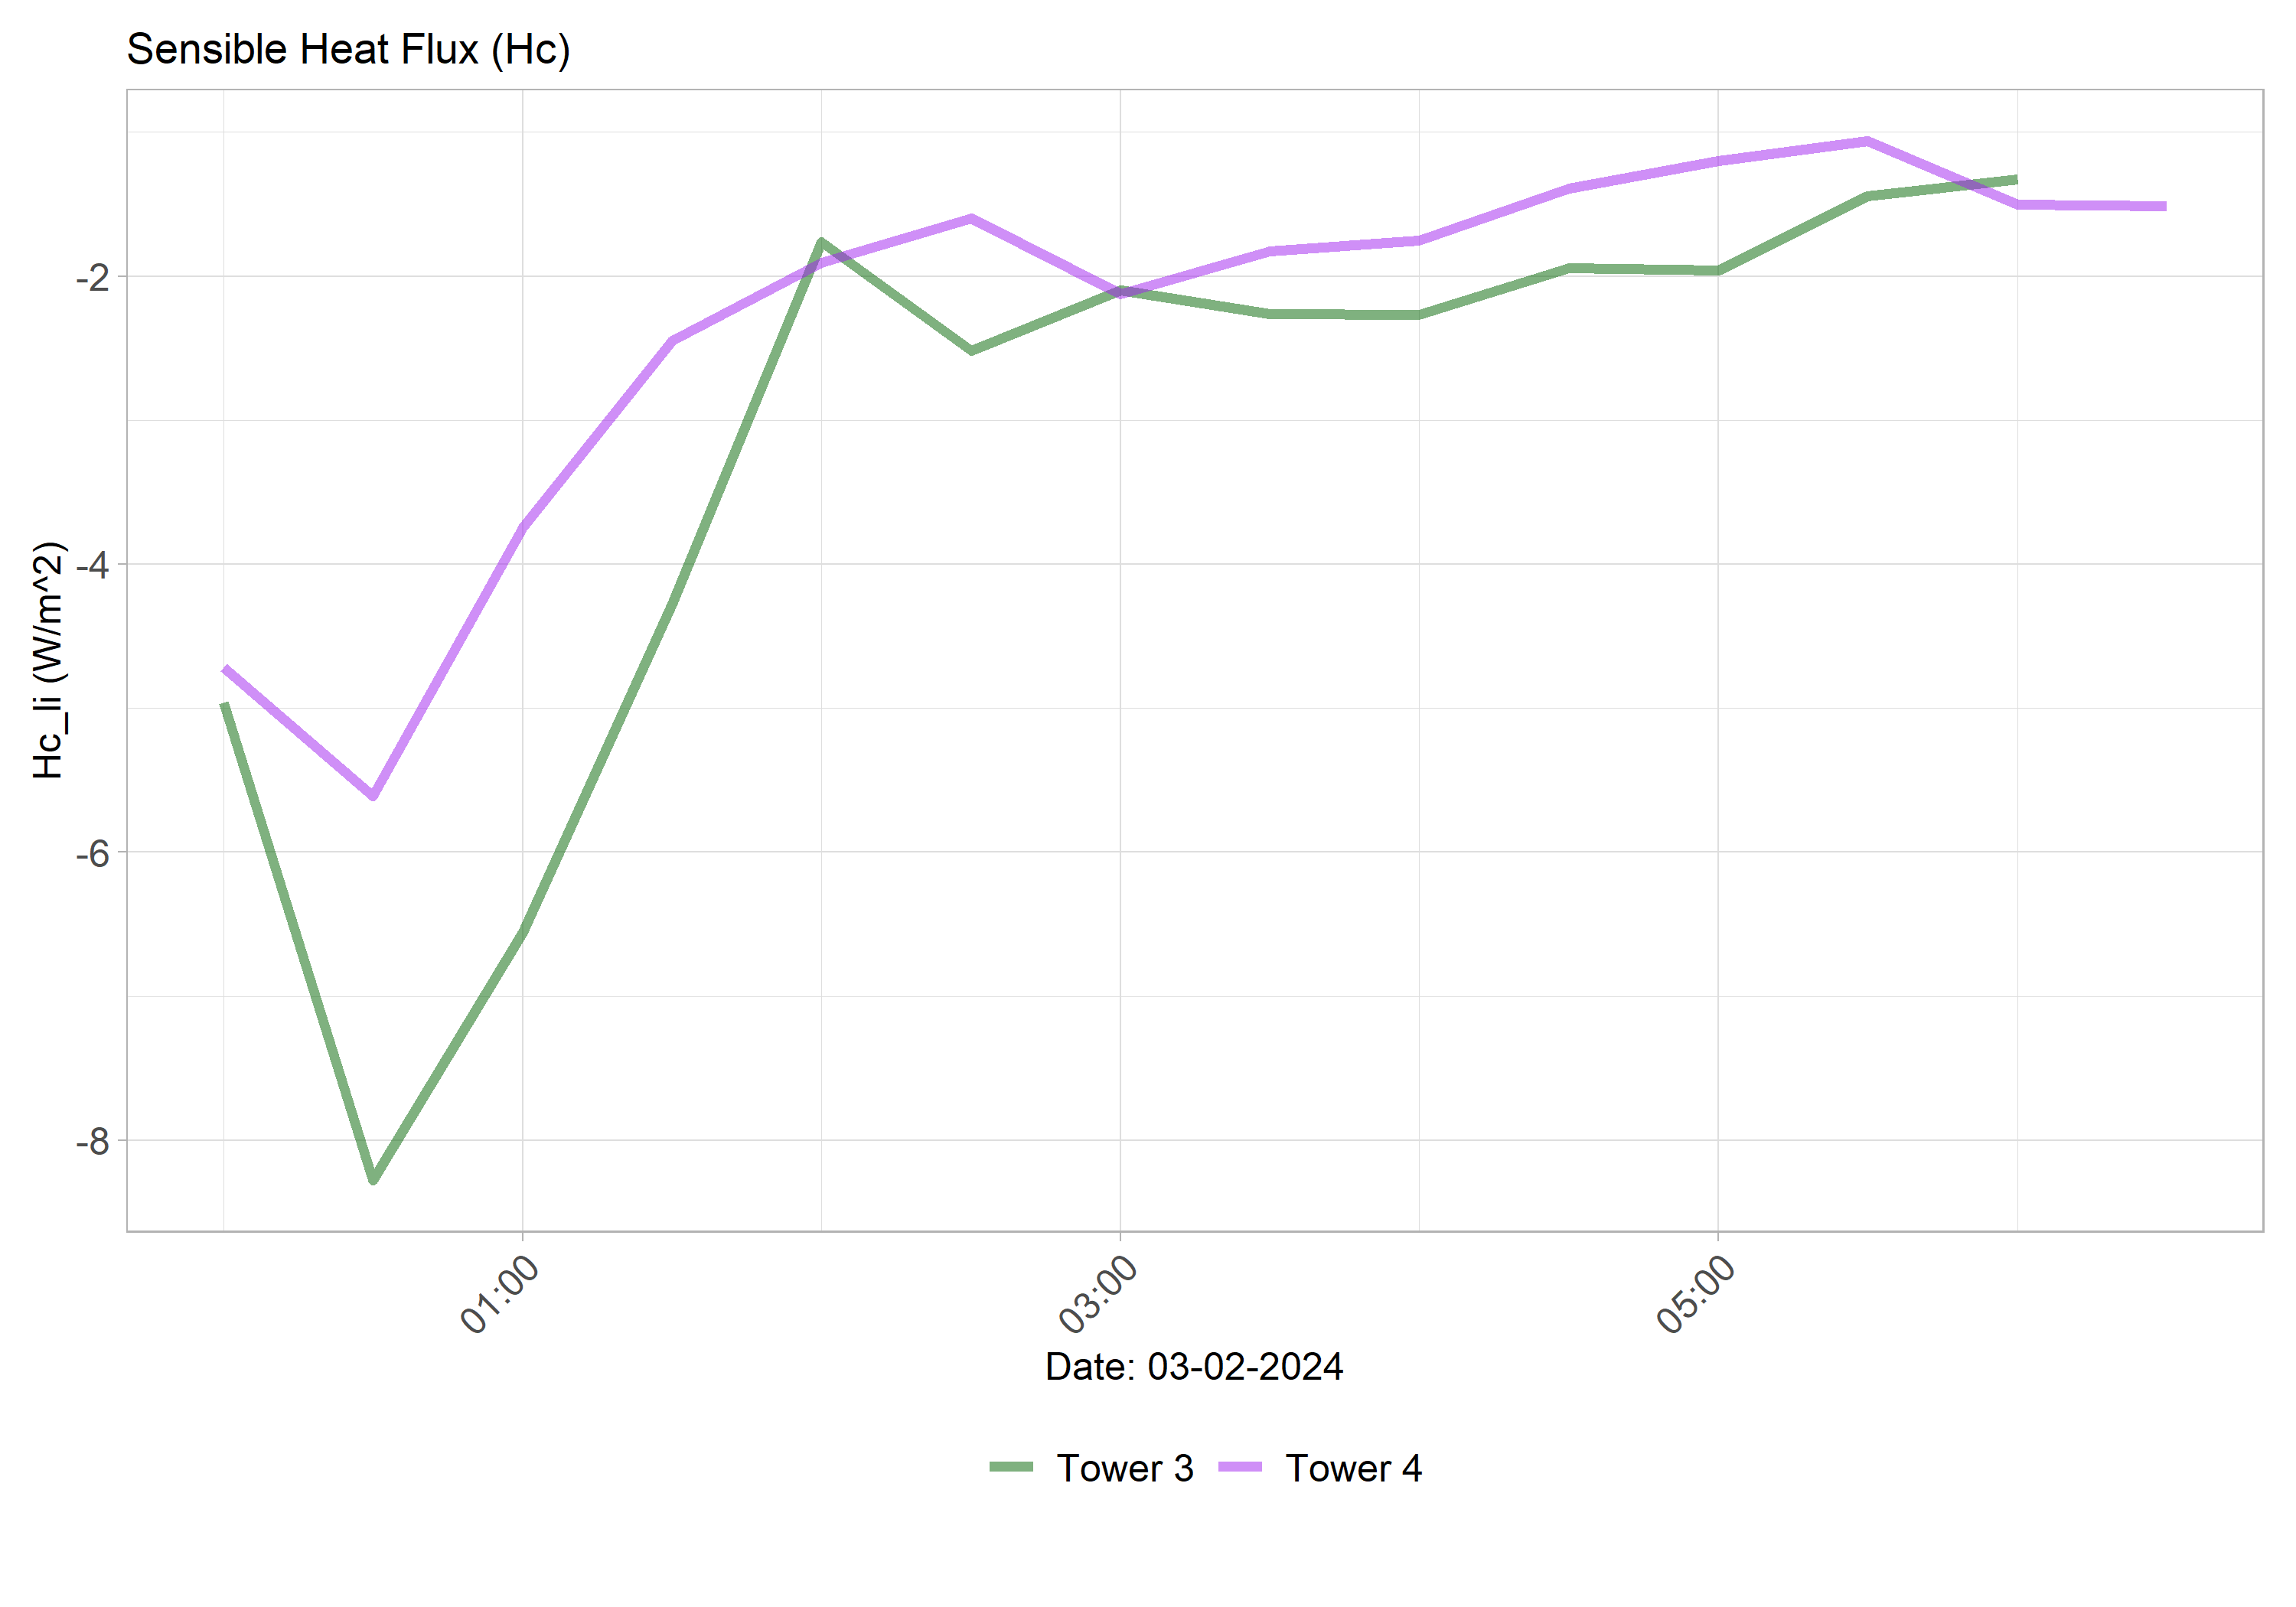 Sensible Heat Flux (Hc)
Hc_li (W/m^2)
-2
-4
-6
-8
01:00
03:00
05:00
Date: 03-02-2024
Tower 3 Tower 4